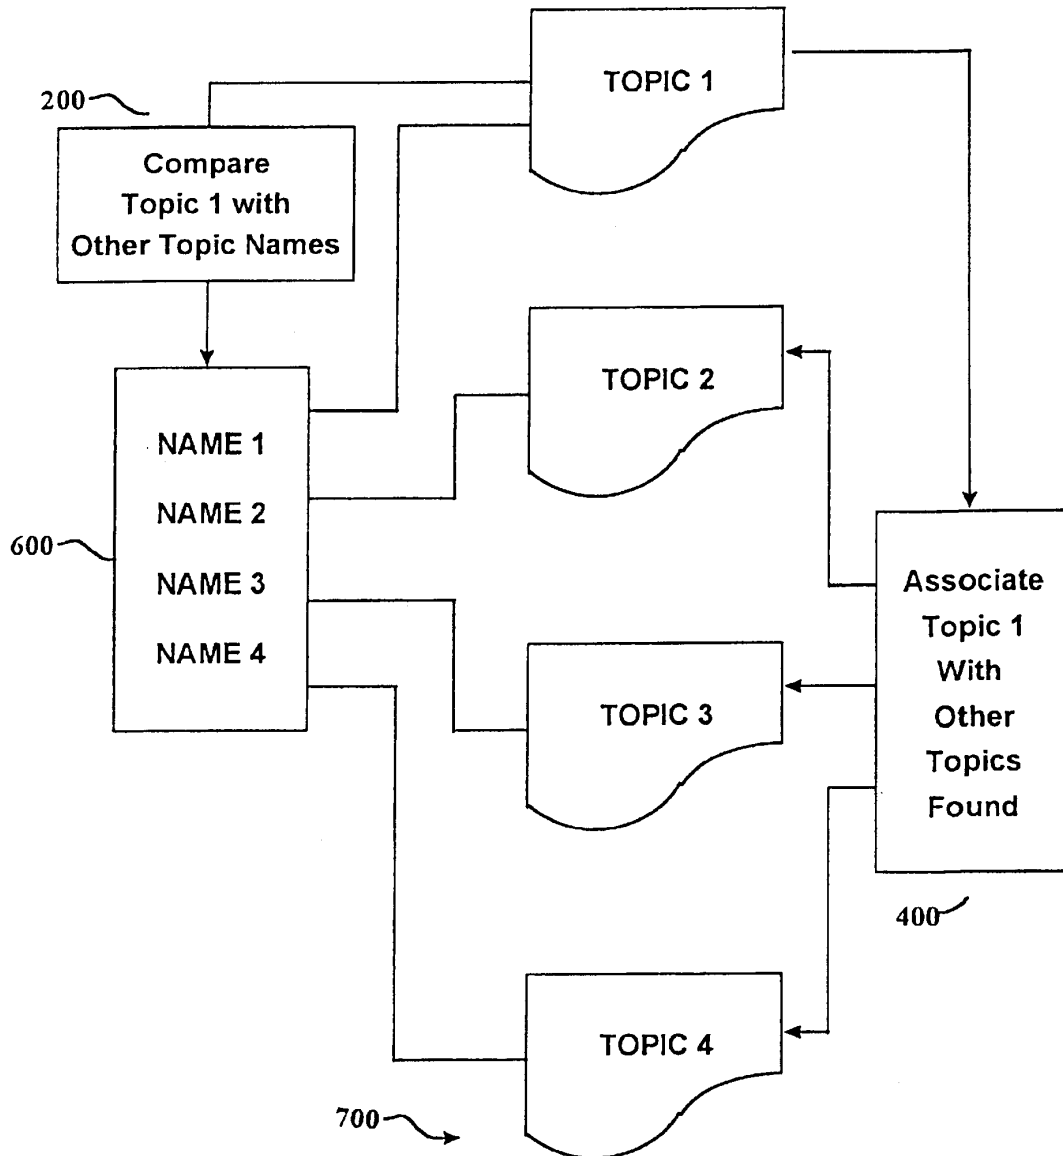 TOPIC 1
200
Compare
Topic 1 with
Other Topic Names
TOPIC 2
NAME 1
NAME 2
600
NAME 3
NAME 4
Associate
Topic 1
With
Other
Topics
Found
TOPIC 3
400
TOPIC 4
700